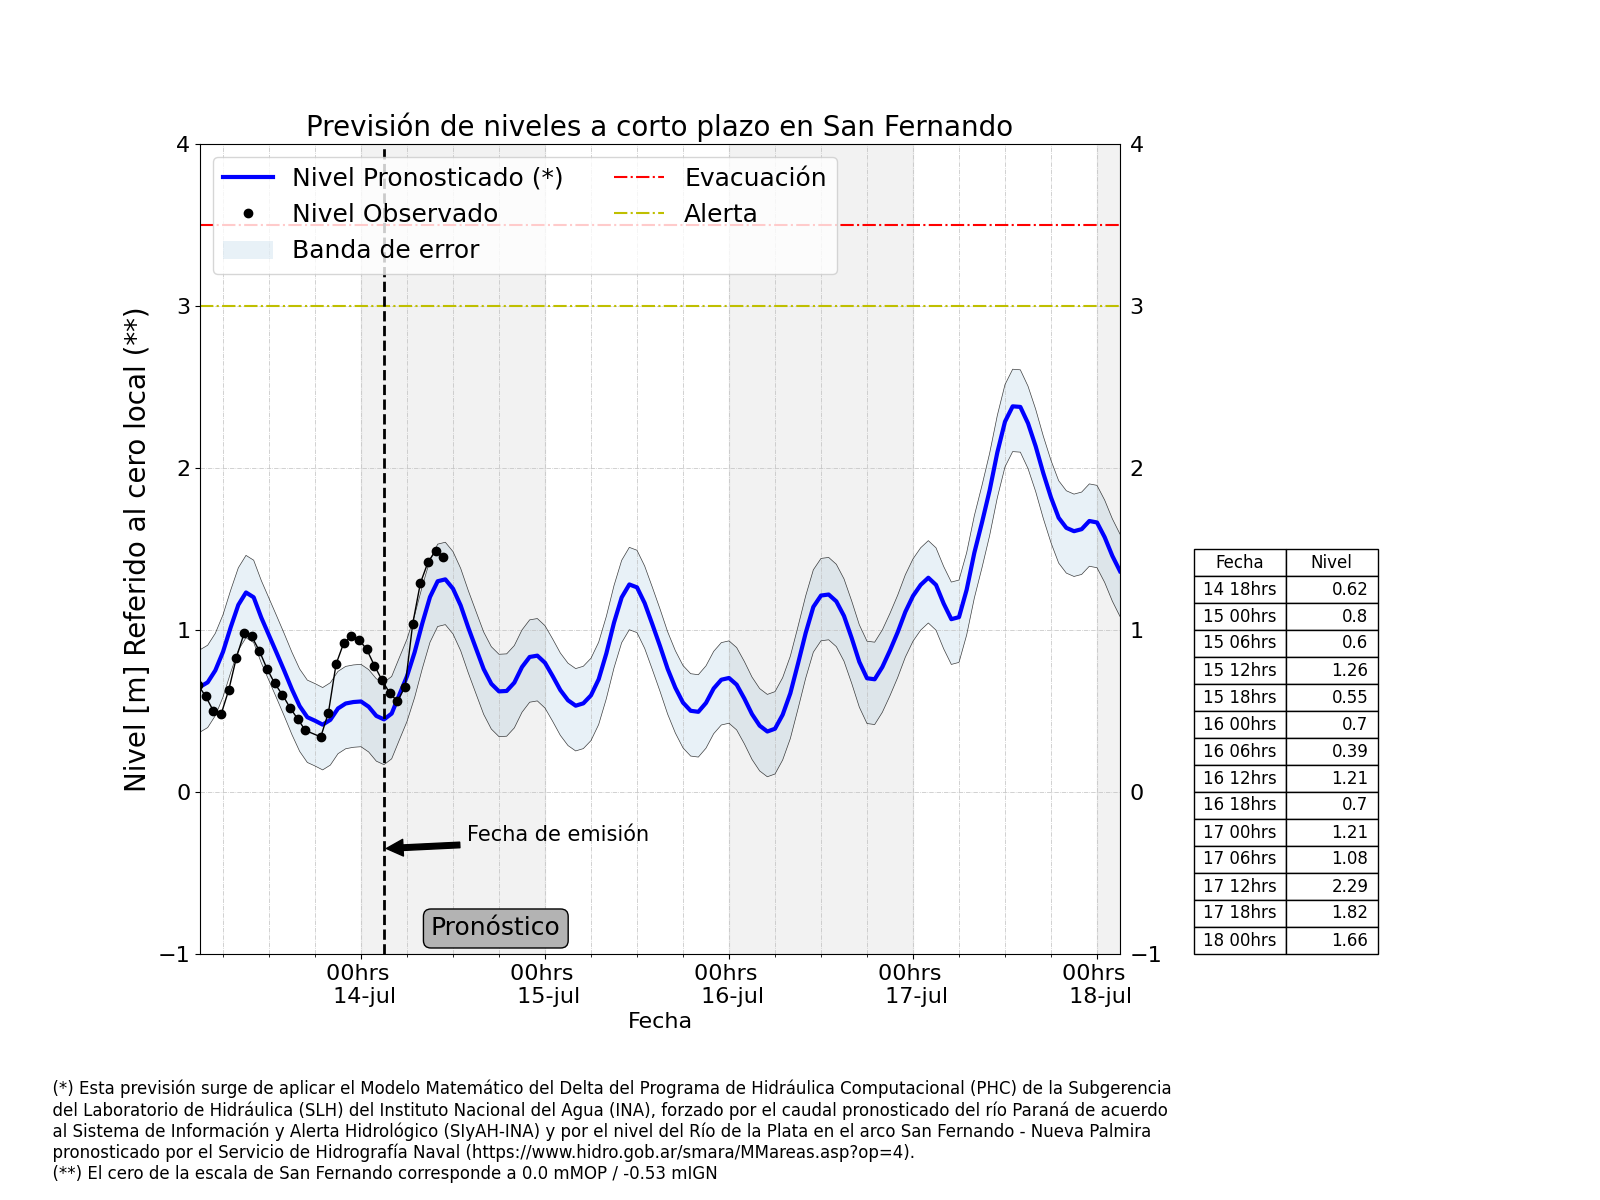 Previsión de niveles a corto plazo en San Fernando
4
3
2
1
0
−1
Nivel [m] Referido al cero local (**)
Nivel Pronosticado (*)
Nivel Observado
Banda de error
Evacuación
Alerta
4
3
2
1
0
−1
Fecha de emisión
Pronóstico
00hrs 00hrs 00hrs 00hrs 00hrs
14-jul 15-jul 16-jul 17-jul 18-jul
Fecha
Fecha Nivel
14 18hrs 0.62
15 00hrs 0.8
15 06hrs 0.6
15 12hrs 1.26
15 18hrs 0.55
16 00hrs 0.7
16 06hrs 0.39
16 12hrs 1.21
16 18hrs 0.7
17 00hrs 1.21
17 06hrs 1.08
17 12hrs 2.29
17 18hrs 1.82
18 00hrs 1.66
(*) Esta previsión surge de aplicar el Modelo Matemático del Delta del Programa de Hidráulica Computacional (PHC) de la Subgerencia
del Laboratorio de Hidráulica (SLH) del Instituto Nacional del Agua (INA), forzado por el caudal pronosticado del río Paraná de acuerdo
al Sistema de Información y Alerta Hidrológico (SIyAH-INA) y por el nivel del Río de la Plata en el arco San Fernando - Nueva Palmira
pronosticado por el Servicio de Hidrografía Naval (https://www.hidro.gob.ar/smara/MMareas.asp?op=4).
(**) El cero de la escala de San Fernando corresponde a 0.0 mMOP / -0.53 mIGN